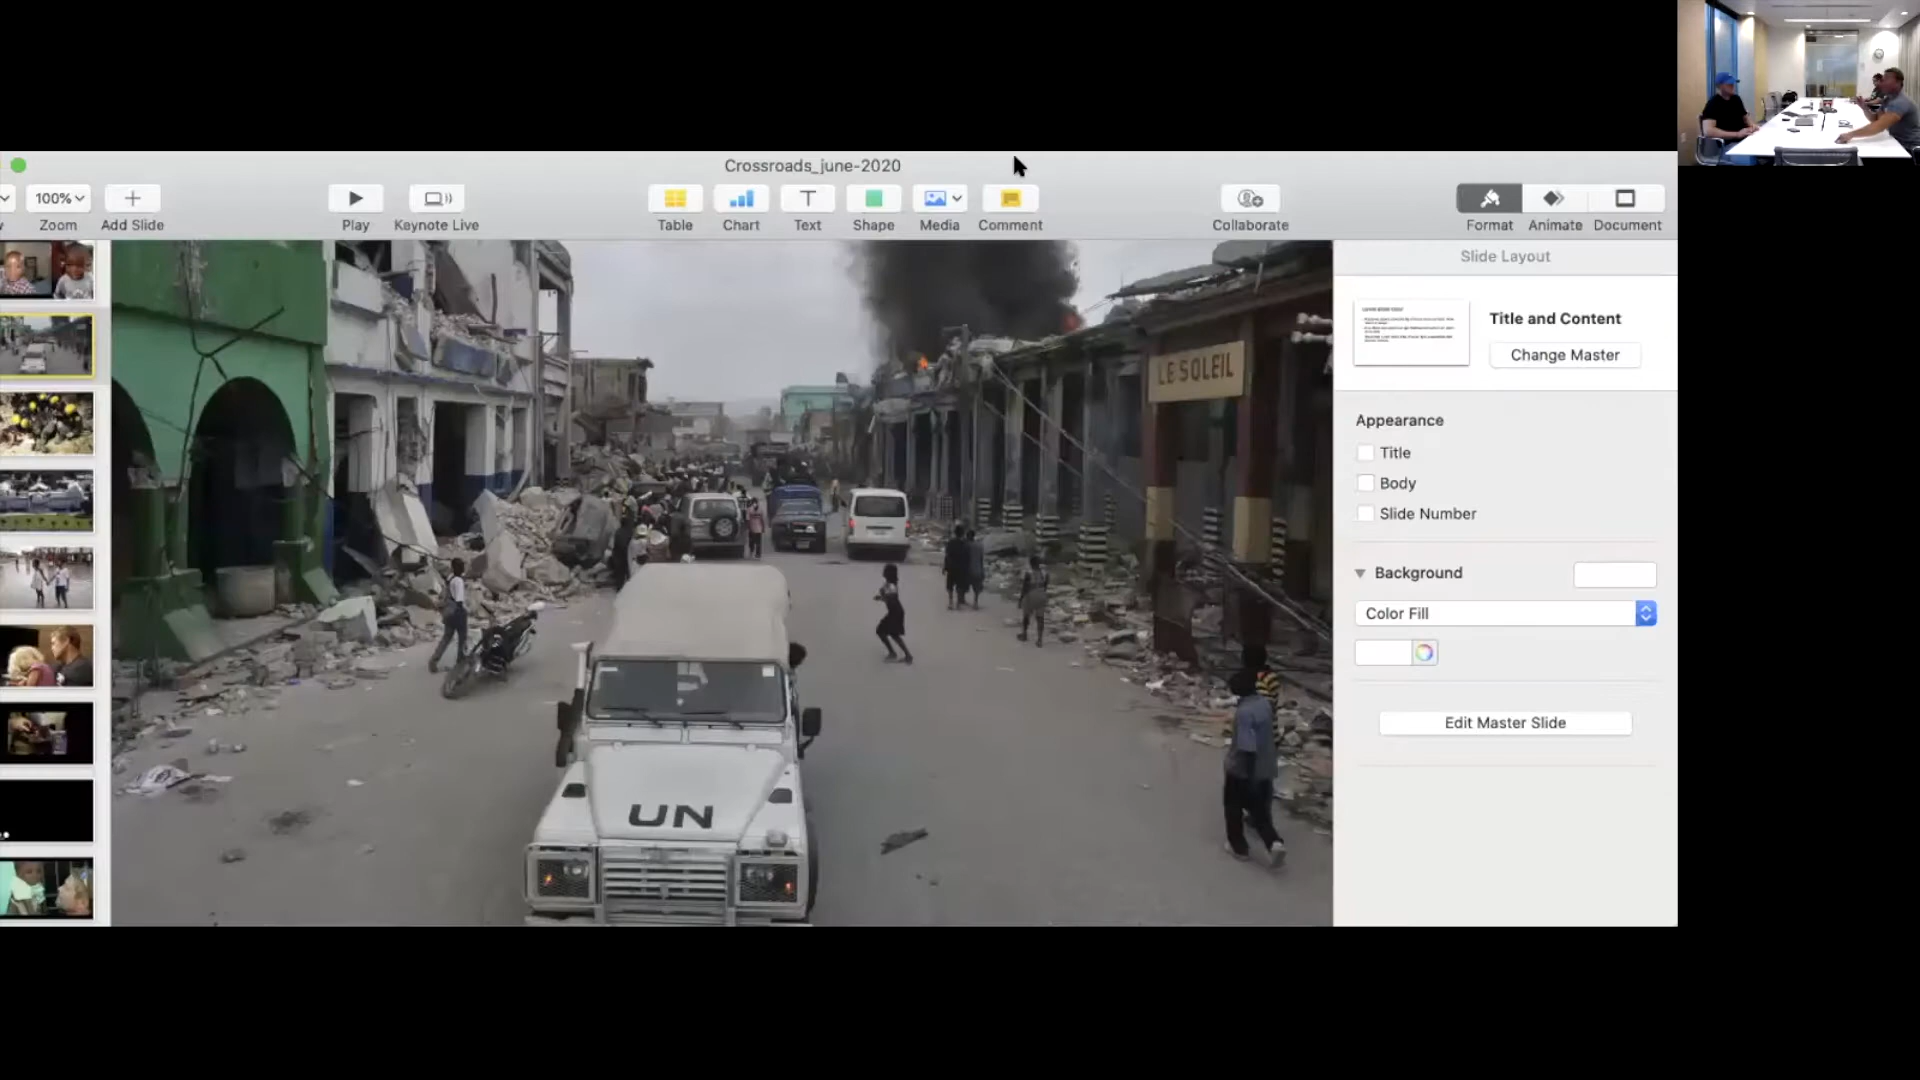 Crossroads_june-2020
100%
Zoom
Add Slide
Play
Keynote Live
Table
Chart
Text
Shape
Media
Comment
Collaborate
Format
Animate
Document
Slide Layout
Title and Content
Change Master
Appearance
Title
Body
Slide Number
Background
Color Fill
Edit Master Slide
LE SOLEIL
UN